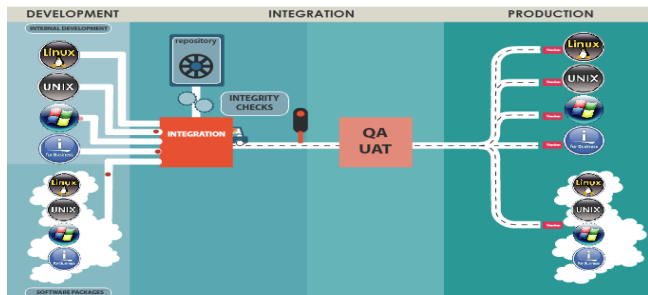 DEVELOPMENT
INTEGRATION
PRODUCTION
INTERNAL DEVELOPMENT
Linux
UNIX
i
for Business
Linux
UNIX
i
for Business
SOFTWARE PACKAGES
repository
INTEGRITY
CHECKS
INTEGRATION
QA
UAT
Linux
UNIX
i
for Business
Linux
UNIX
i
for Business